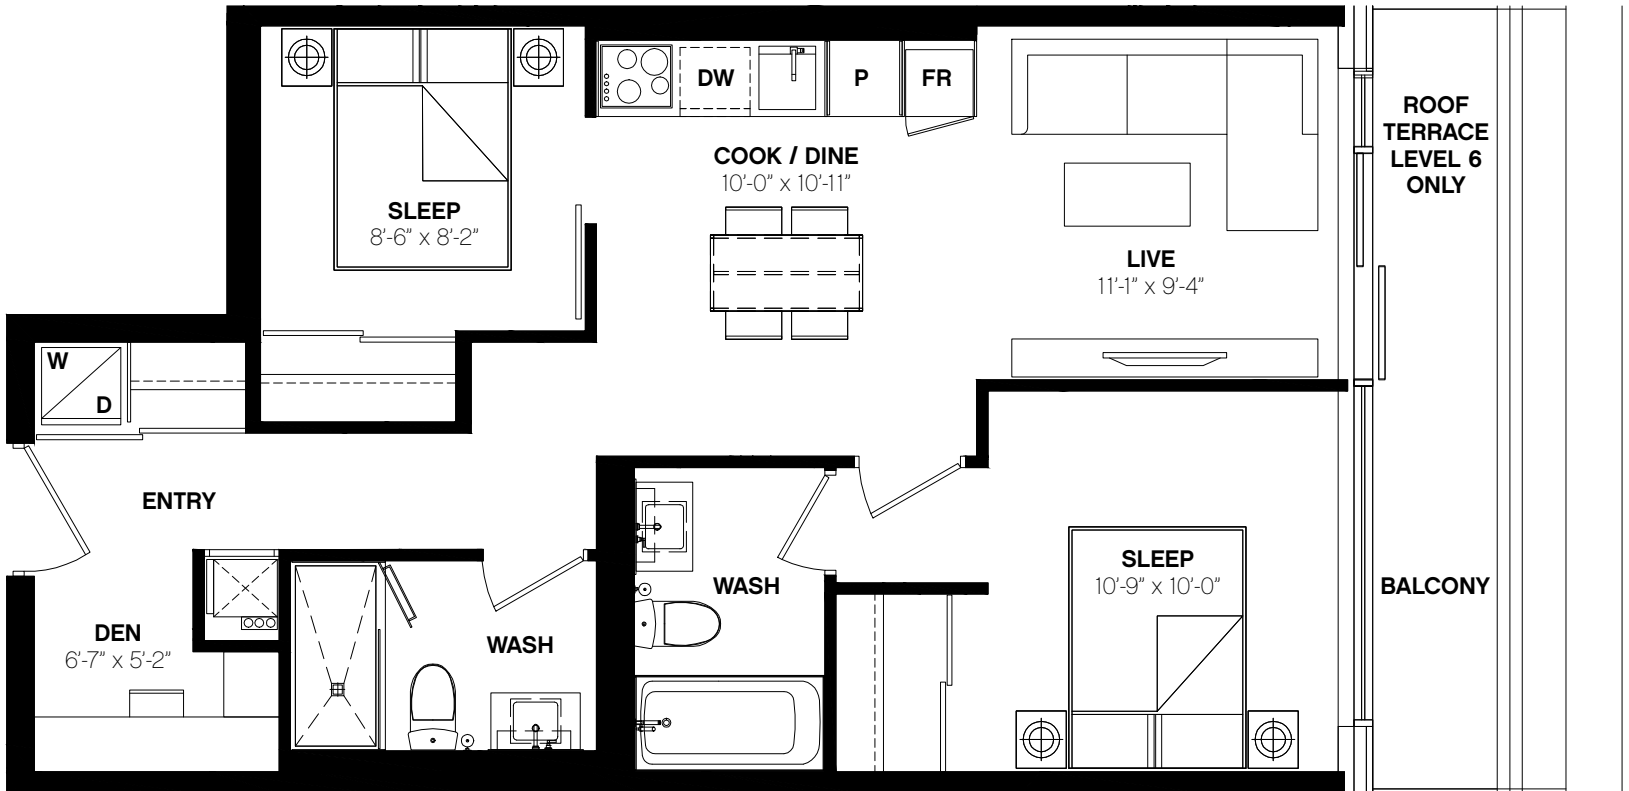 DW
P
FR
ROOF
TERRACE
LEVEL 6
ONLY
COOK / DINE
10'-0" x 10'-11"
SLEEP
8'-6" x 8'-2"
LIVE
11'-1" x 9'-4"
W
D
ENTRY
SLEEP
10'-9" x 10'-0"
WASH
BALCONY
DEN
6'-7" x 5'-2"
WASH